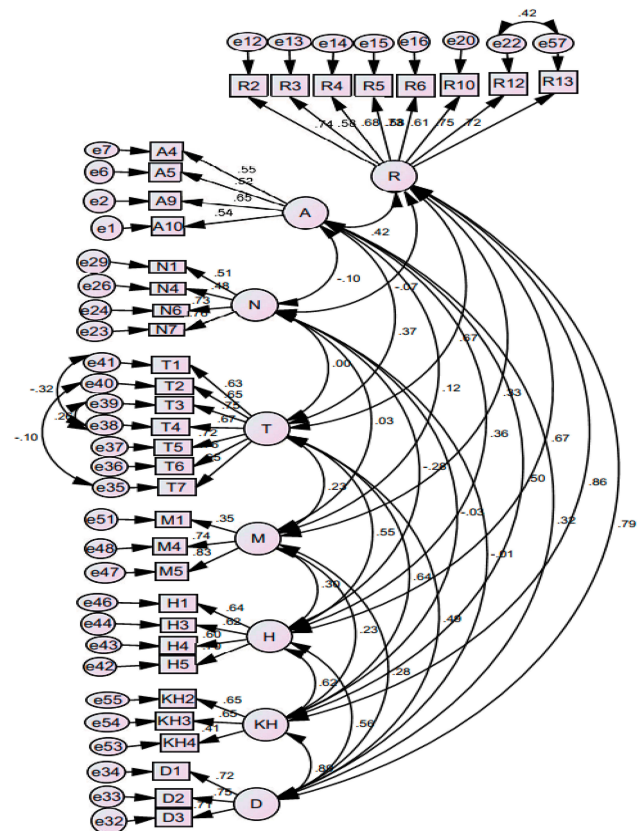 .42
e12 e13 e14 e15 e16 e20 e22 e57
R2 R3 R4 R5 R6 R10 R12 R13
.74 .58 .68 .61 .75 .72
R
e7 A4 .55
e6 A5 .52
e2 A9 .65
e1 A10 .54
A
.42
e29 N1 .51
e26 N4 .48
e24 N6 .73
e23 N7
N
-.10 -.07
.37 .67
.00 .12 .33
e41 T1 .63
e40 T2 .65
e39 T3 .75
e38 T4 .67
e37 T5 .72
e36 T6
e35 T7
-.32
-.10
T
.03 .36 .67
-.28 .50 .86
.23 -.03 .32 .79
e51 M1 .35
e48 M4 .74
e47 M5 .83
M
.55 -.01
.30 .64 .49
e46 H1 .64
e44 H3 .62
e43 H4 .60
e42 H5
H
.23
.62 .28
e55 KH2 .65
e54 KH3 .65
e53 KH4 .41
KH
.56
e34 D1 .72
e33 D2 .75
e32 D3
D